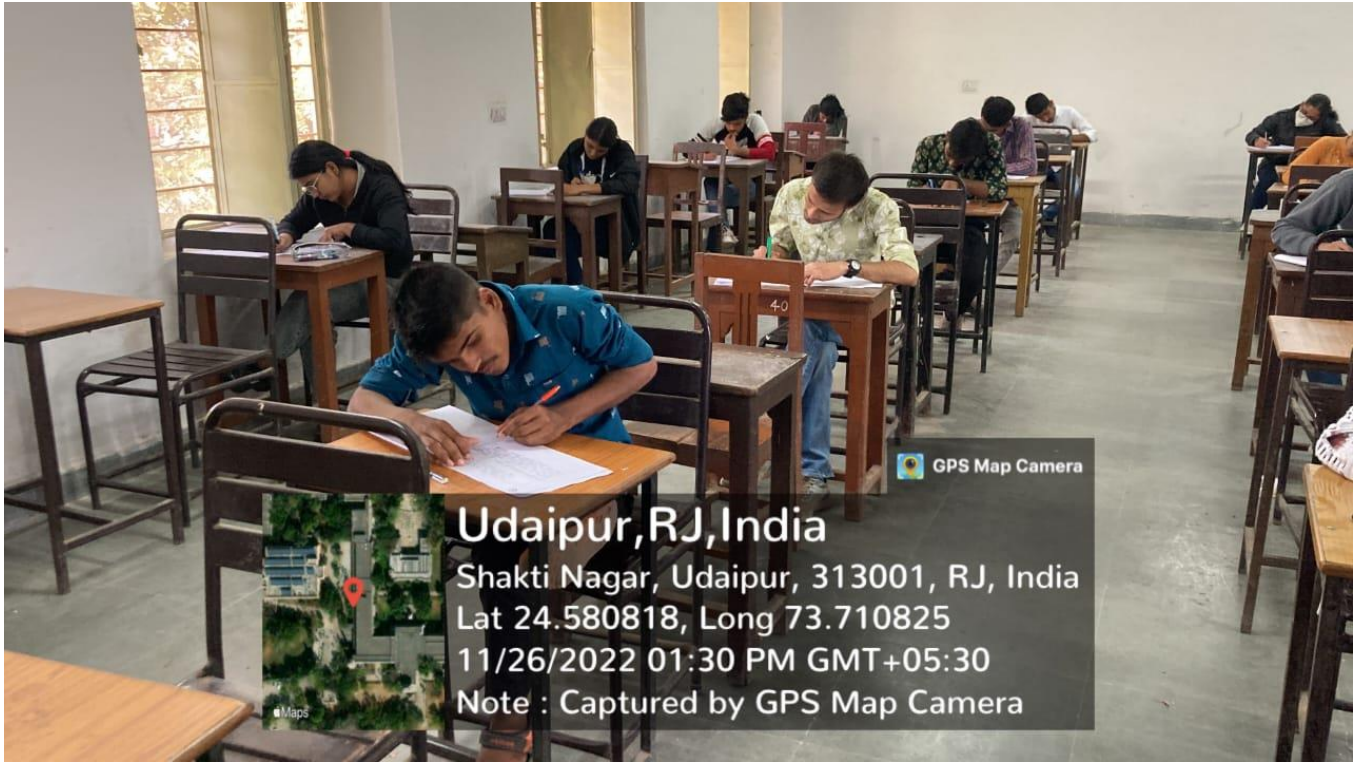 40
GPS Map Camera
Udaipur,RJ,India
Shakti Nagar, Udaipur, 313001, RJ, India
Lat 24.580818, Long 73.710825
11/26/2022 01:30 PM GMT+05:30
Note : Captured by GPS Map Camera
Maps